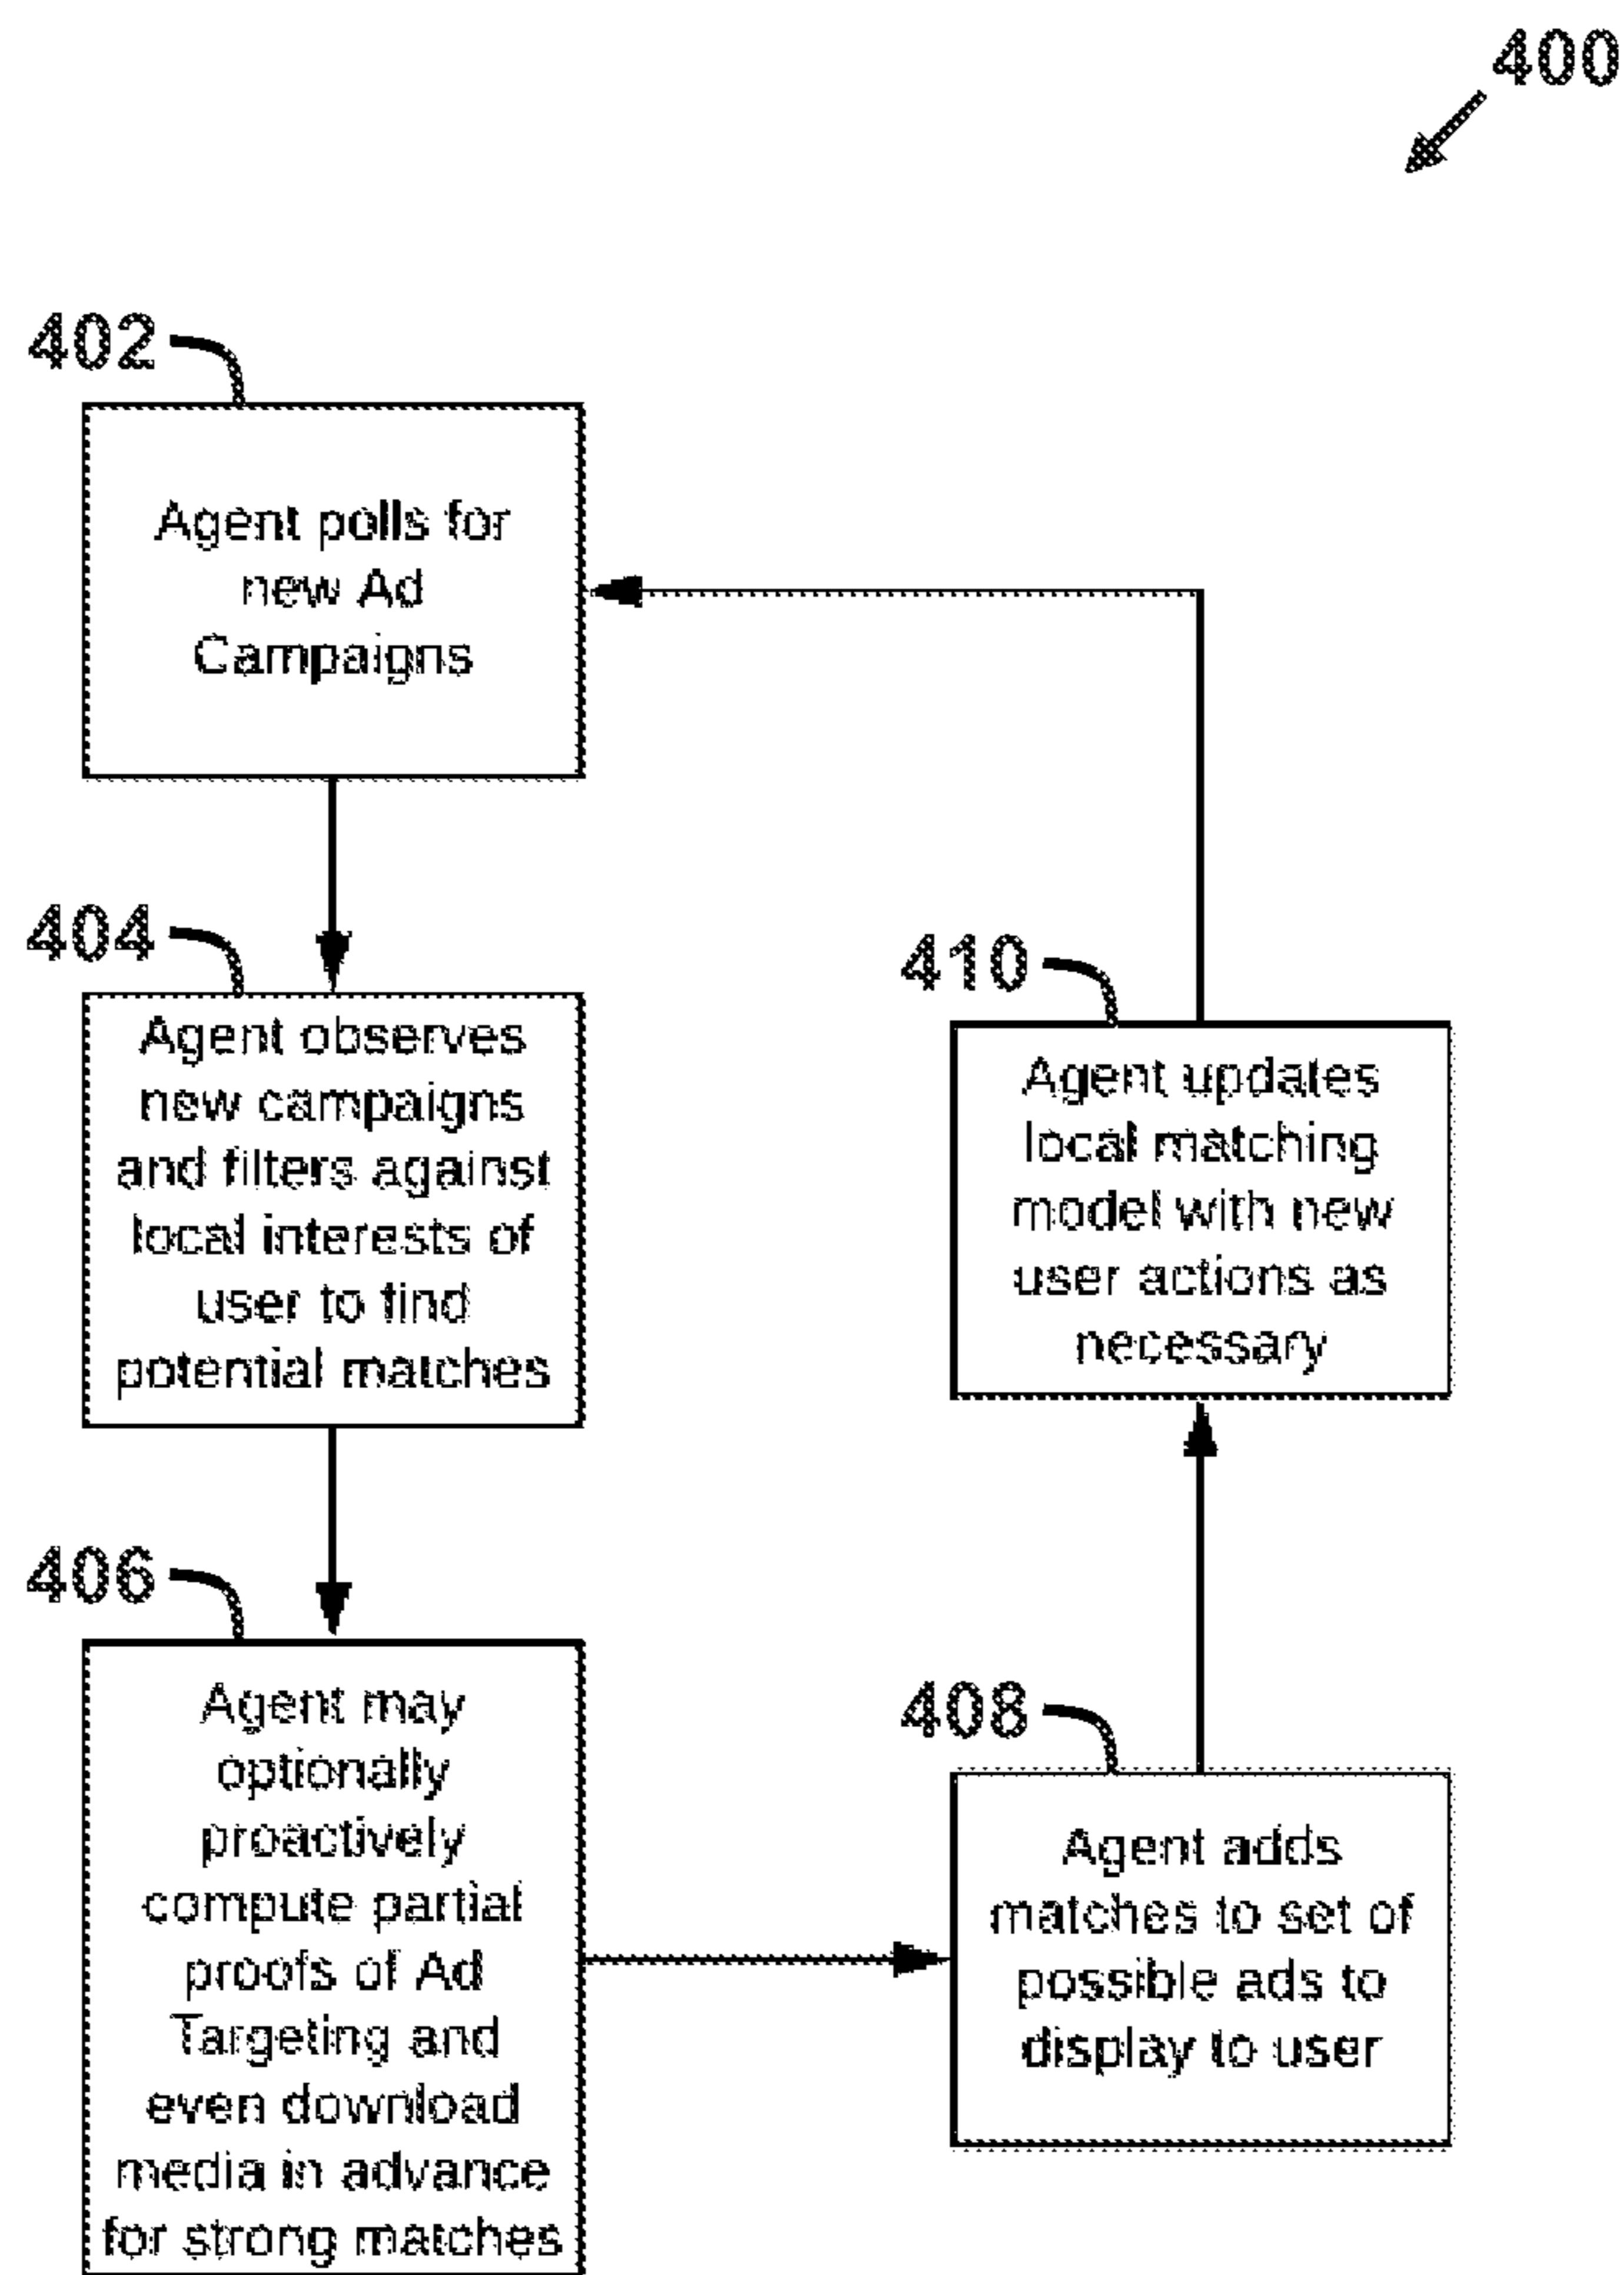 400
402
Agent polls for
new Ad
Campaigns
404
Agent observes
new campaigns
and filters against
local interests of
user to find
potential matches
406
Agent may
optionally
proactively
compute partial
proofs of Ad
Targeting and
even download
media in advance
for strong matches
408
Agent adds
matches to set of
possible ads to
display to user
410
Agent updates
local matching
model with new
user actions as
necessary